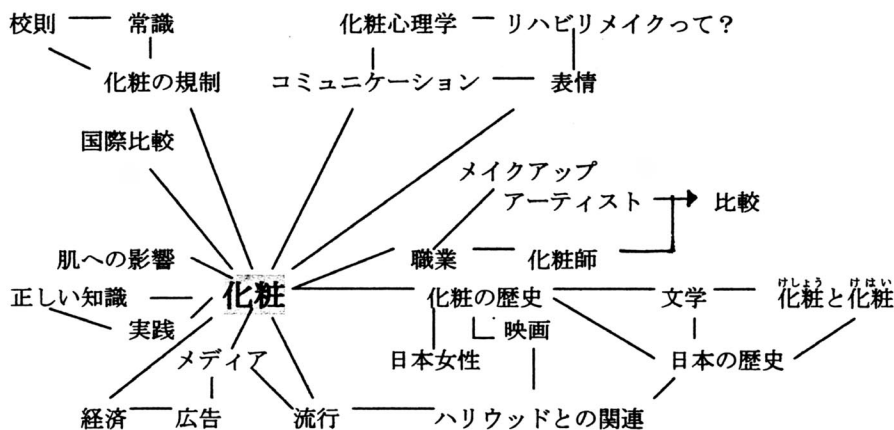 校則 常識 化粧心理学 リハビリメイクって？
化粧の規制 コミュニケーション 表情
国際比較
メイクアップ
アーティスト 比較
肌への影響 職業 化粧師
けしょう けはい
正しい知識 化粧 化粧の歴史 文学 化粧と化粧
実践 映画
メディア 日本女性 日本の歴史
経済 広告 流行 ハリウッドとの関連